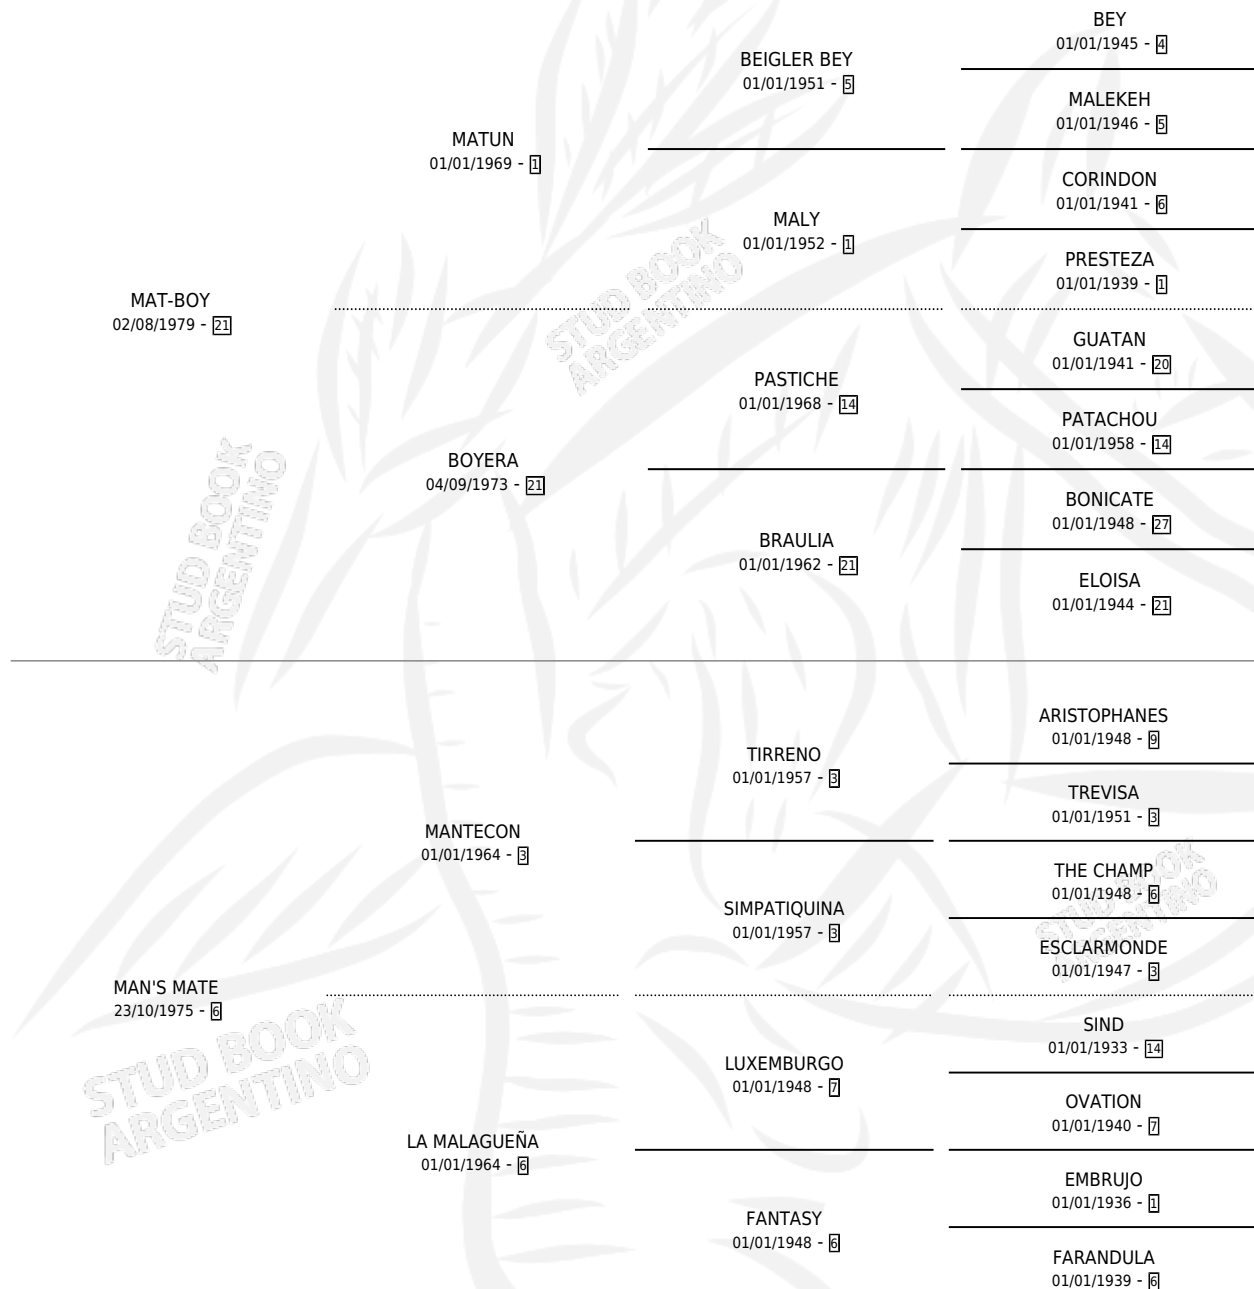 BEY
01/01/1945 - 4
BEIGLER BEY
01/01/1951 - 5
MALEKEH
01/01/1946 - 5
MATUN
01/01/1969 - 1
CORINDON
01/01/1941 - 6
MALY
01/01/1952 - 1
PRESTEZA
01/01/1939 - 1
MAT-BOY
02/08/1979 - 21
GUATAN
01/01/1941 - 20
PASTICHE
01/01/1968 - 14
PATACHOU
01/01/1958 - 14
BOYERA
04/09/1973 - 21
BONICATE
01/01/1948 - 27
BRAULIA
01/01/1962 - 21
ELOISA
01/01/1944 - 21
ARISTOPHANES
01/01/1948 - 9
TIRRENO
01/01/1957 - 3
TREVISA
01/01/1951 - 3
MANTECON
01/01/1964 - 3
THE CHAMP
01/01/1948 - 6
SIMPATIQUINA
01/01/1957 - 3
ESCLARMONDE
01/01/1947 - 3
MAN'S MATE
23/10/1975 - 6
SIND
01/01/1933 - 14
LUXEMBURGO
01/01/1948 - 7
OVATION
01/01/1940 - 7
LA MALAGUEÑA
01/01/1964 - 6
EMBRUJO
01/01/1936 - 1
FANTASY
01/01/1948 - 6
FARANDULA
01/01/1939 - 6
STUD BOOK
ARGENTINO
STUD BOOK
ARGENTINO
STUD BOOK
ARGENTINO
STUD BOOK
ARGENTINO